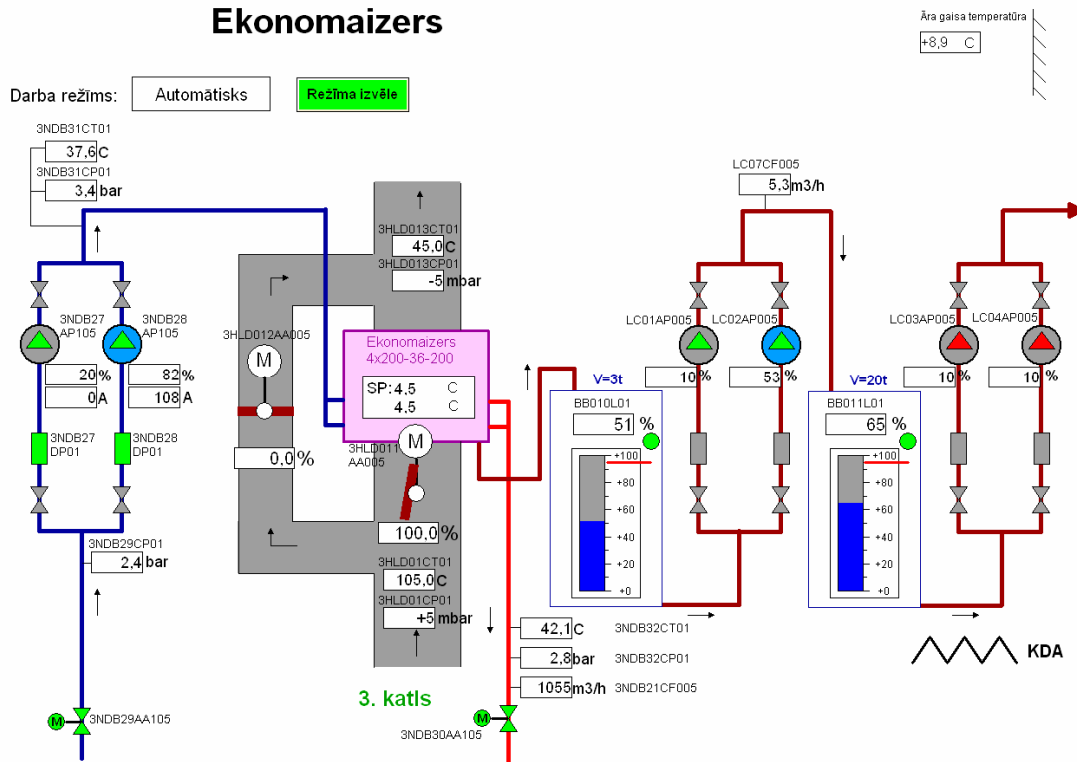 Ekonomaizers
Āra gaisa temperatūra
+8,9 C
Darba režīms:
Automātisks
Režīma izvēle
3NDB31CT01
37,6 C
3NDB31CP01
3,4 bar
LC07CF005
5,3 m3/h
3HLD013CT01
45,0 C
3HLD013CP01
-5 mbar
3NDB27
AP105
3NDB28
AP105
20 %
82 %
0 A
108 A
3NDB27
DP01
3NDB28
DP01
3NDB29CP01
2,4 bar
M
3NDB29AA105
3HLD012AA005
M
0,0 %
Ekonomaizers
4x200-36-200
SP: 4.5 C
4.5 C
M
3HLD011
AA005
100,0 %
3HLD01CT01
105,0 C
3HLD01CP01
+5 mbar
3. katls
42,1 C 3NDB32CT01
2,8 bar 3NDB32CP01
1055 m3/h 3NDB21CF005
M
3NDB30AA105
LC01AP005
LC02AP005
10 %
53 %
V=3t
BB010L01
51 %
+100
+80
+60
+40
+20
+0
LC03AP005
LC04AP005
10 %
10 %
V=20t
BB011L01
65 %
+100
+80
+60
+40
+20
+0
KDA